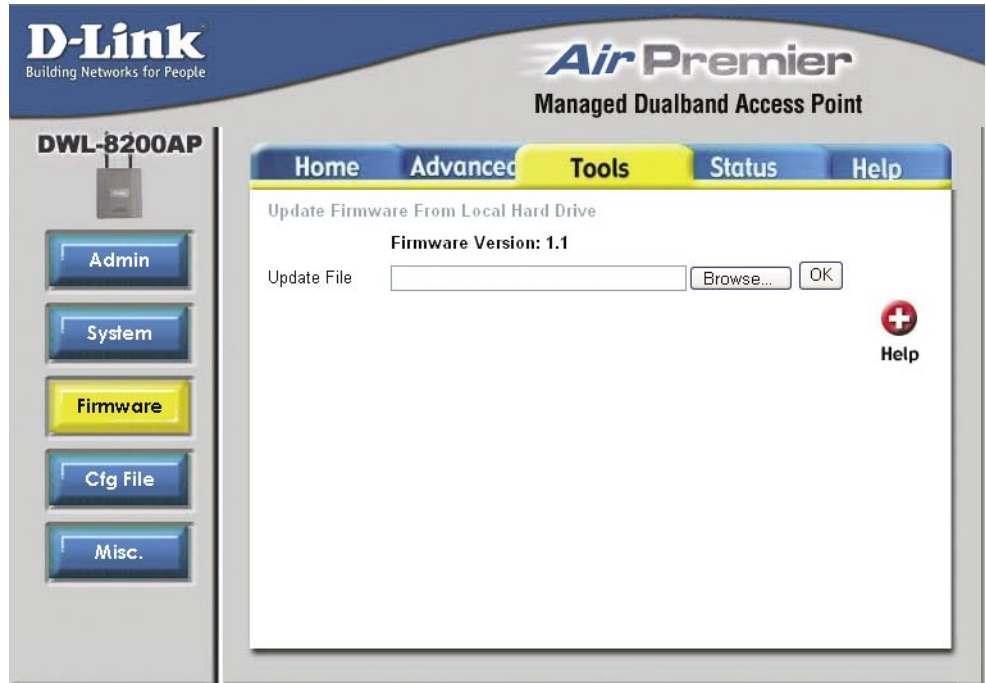 D-Link
Building Networks for People
Air Premier
Managed Dualband Access Point
DWL-8200AP
Home
Advanced
Tools
Status
Help
Admin
System
Firmware
Cfg File
Misc.
Update Firmware From Local Hard Drive
Firmware Version: 1.1
Update File
Browse...
OK
Help